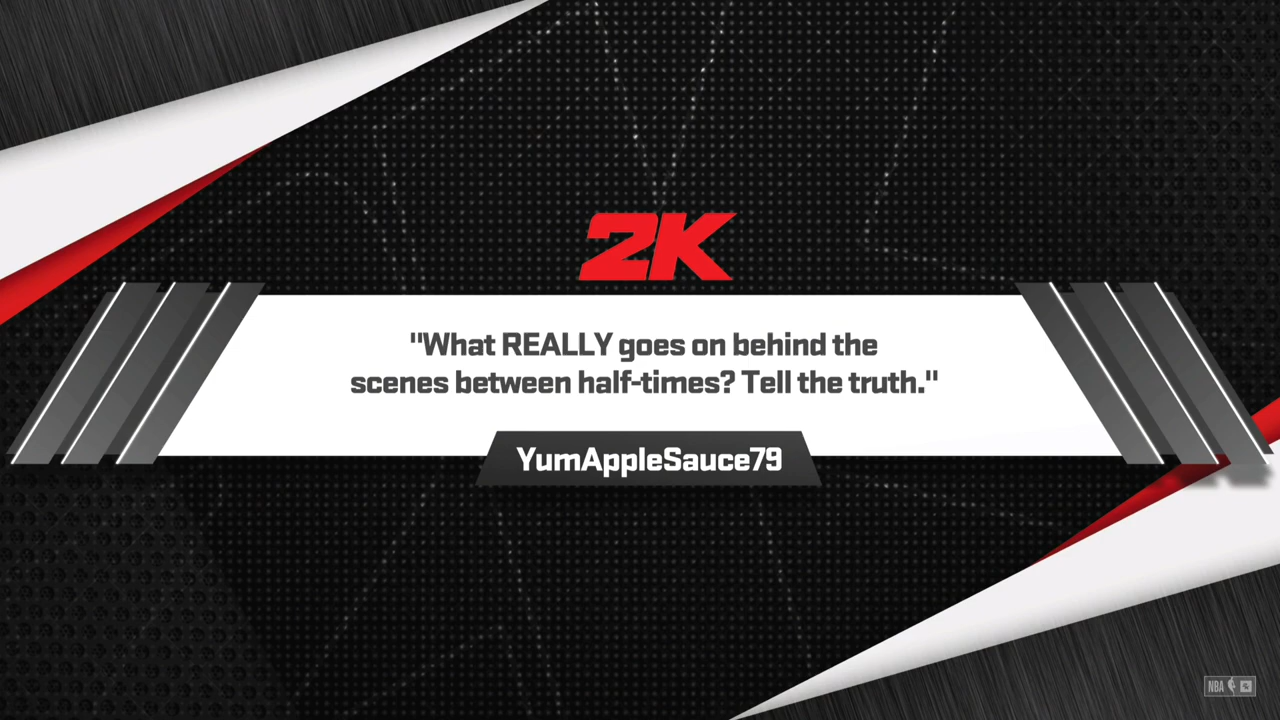 2K
"What REALLY goes on behind the
scenes between half-times? Tell the truth."
YumAppleSauce79
NBA